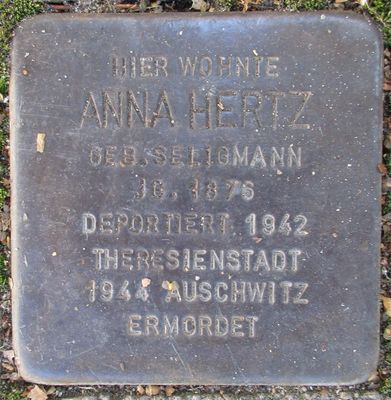 HIER WOHNTE
ANNA HERTZ
GEB. SELIGMANN
JG. 1876
DEPORTIERT 1942
THERESIENSTADT
1944 AUSCHWITZ
ERMORDET